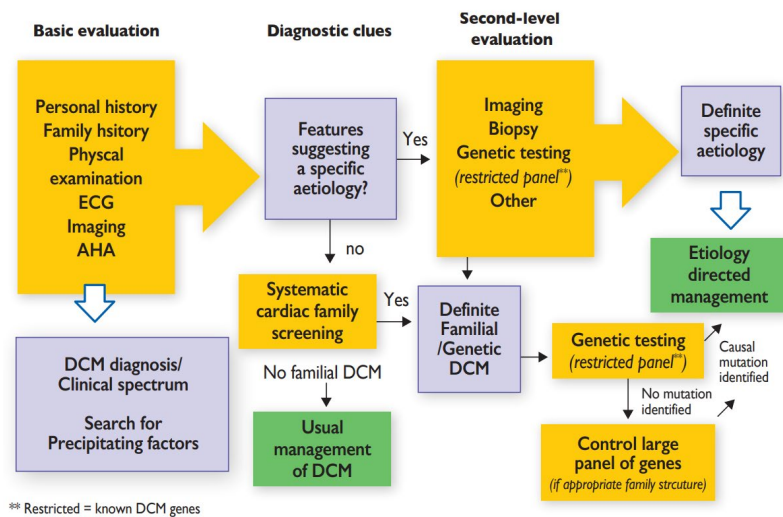 Basic evaluation
Diagnostic clues
Second-level
evaluation
Personal history
Family hsitory
Physcal
examination
ECG
Imaging
AHA
Features
suggesting
a specific
aetiology?
Yes
Imaging
Biopsy
Genetic testing
(restricted panel**)
Other
Definite
specific
aetiology
no
Etiology
directed
management
Systematic
cardiac family
screening
Yes
Definite
Familial
/Genetic
DCM
DCM diagnosis/
Clinical spectrum
Search for
Precipitating factors
Genetic testing
(restricted panel**)
Causal
mutation
identified
No familial DCM
No mutation
identified
Usual
management
of DCM
Control large
panel of genes
(if appropriate family strcuture)
** Restricted = known DCM genes